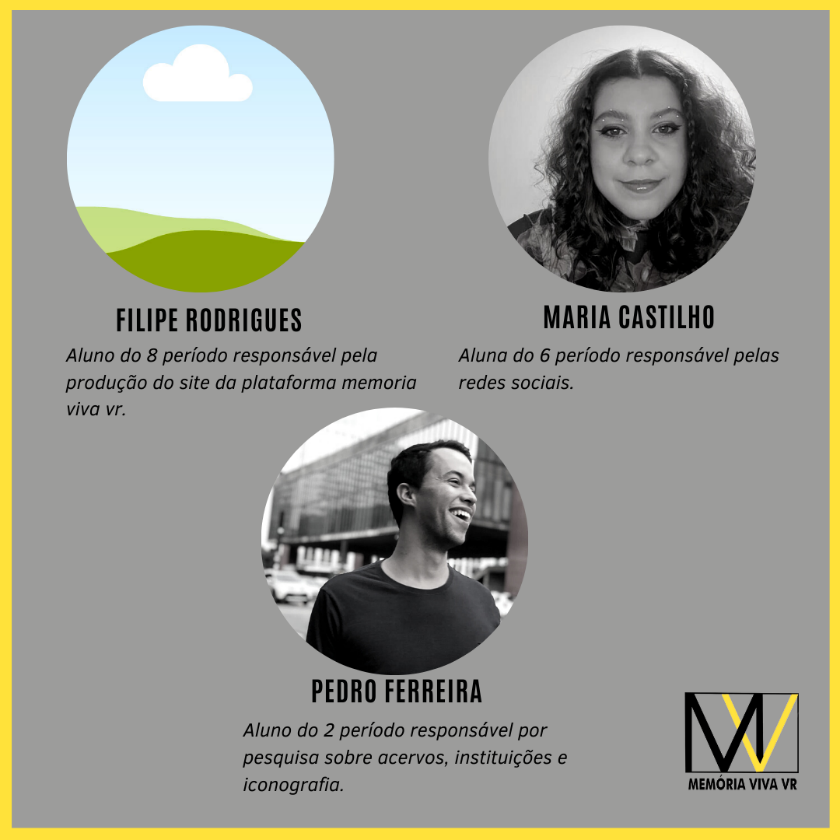 FILIPE RODRIGUES
Aluno do 8 período responsável pela
produção do site da plataforma memoria
viva vr.
MARIA CASTILHO
Aluna do 6 período responsável pelas
redes sociais.
PEDRO FERREIRA
Aluno do 2 período responsável por
pesquisa sobre acervos, instituições e
iconografia.
MV
MEMÓRIA VIVA VR